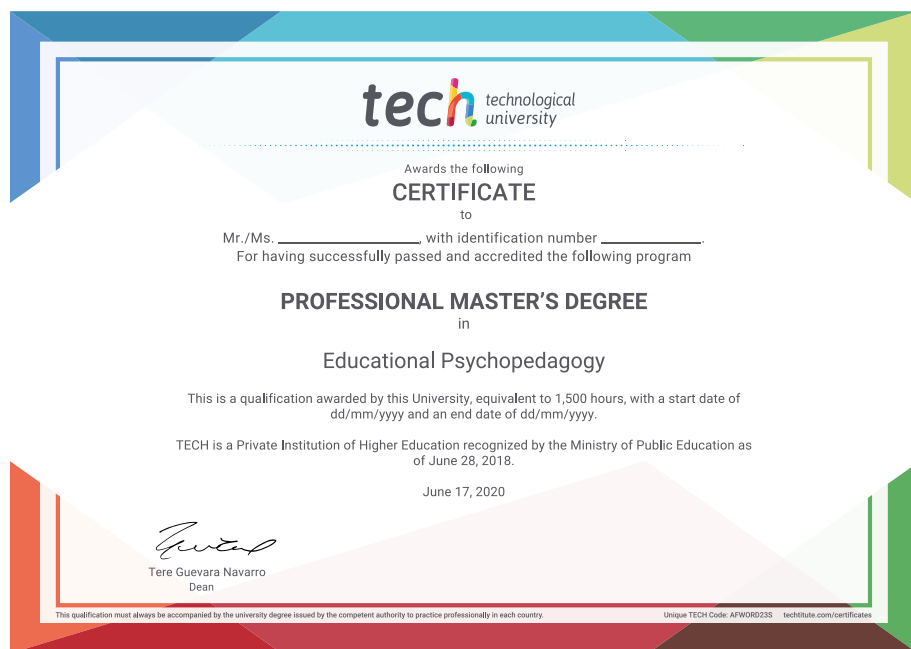 tech technological
university
Awards the following
CERTIFICATE
to
Mr./Ms. ____________________, with identification number ______________.
For having successfully passed and accredited the following program
PROFESSIONAL MASTER'S DEGREE
in
Educational Psychopedagogy
This is a qualification awarded by this University, equivalent to 1,500 hours, with a start date of
dd/mm/yyyy and an end date of dd/mm/yyyy.
TECH is a Private Institution of Higher Education recognized by the Ministry of Public Education as
of June 28, 2018.
June 17, 2020
Tere Guevara Navarro
Dean
This qualification must always be accompanied by the university degree issued by the competent authority to practice professionally in each country.
Unique TECH Code: AFWORD23S techtitute.com/certificates